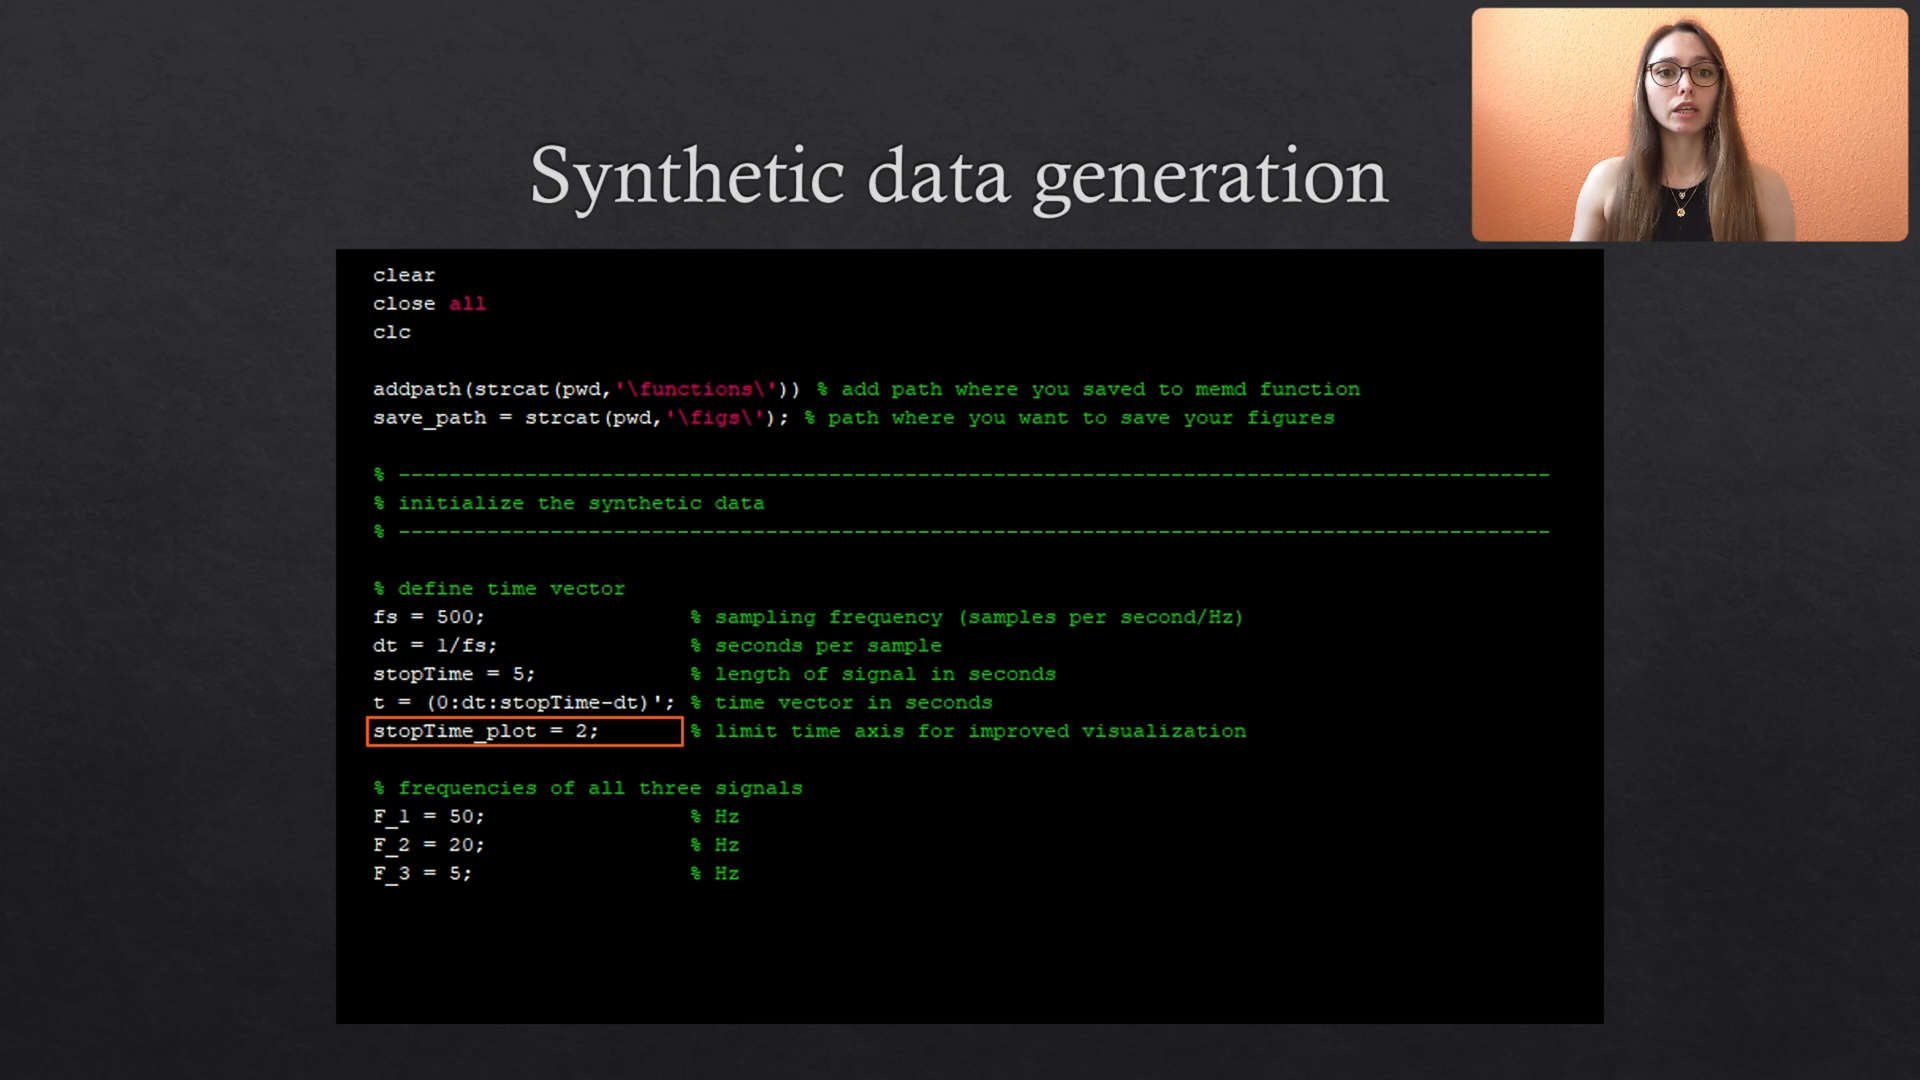 Synthetic data generation
clear
close all
clc
addpath(strcat(pwd,'\functions\')) % add path where you saved to memd function
save_path = strcat(pwd,'\figs\'); % path where you want to save your figures
% -------------------------------------------------------------------------------------------
% initialize the synthetic data
% -------------------------------------------------------------------------------------------
% define time vector
fs = 500; % sampling frequency (samples per second/Hz)
dt = 1/fs; % seconds per sample
stopTime = 5; % length of signal in seconds
t = (0:dt:stopTime-dt)'; % time vector in seconds
stopTime_plot = 2; % limit time axis for improved visualization
% frequencies of all three signals
F_1 = 50; % Hz
F_2 = 20; % Hz
F_3 = 5; % Hz